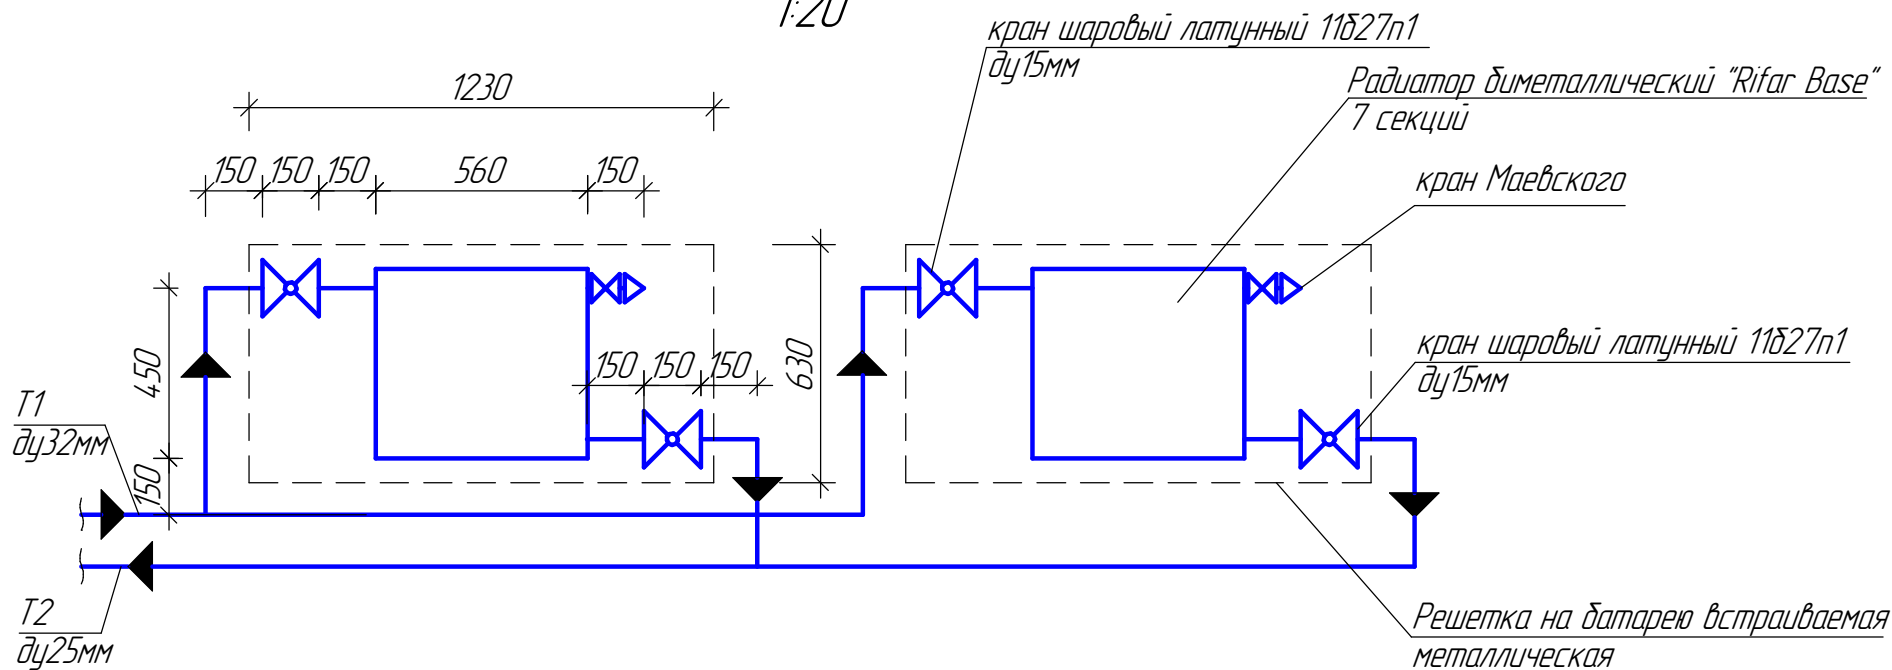 1:20
кран шаровый латунный 11б27п1
ду15мм
Радиатор биметаллический "Rifar Base"
7 секций
1230
150 150 150 560 150
кран Маевского
450
150
150 150 150
630
кран шаровый латунный 11б27п1
ду15мм
Т1
ду32мм
Т2
ду25мм
Решетка на батарею встраиваемая
металлическая